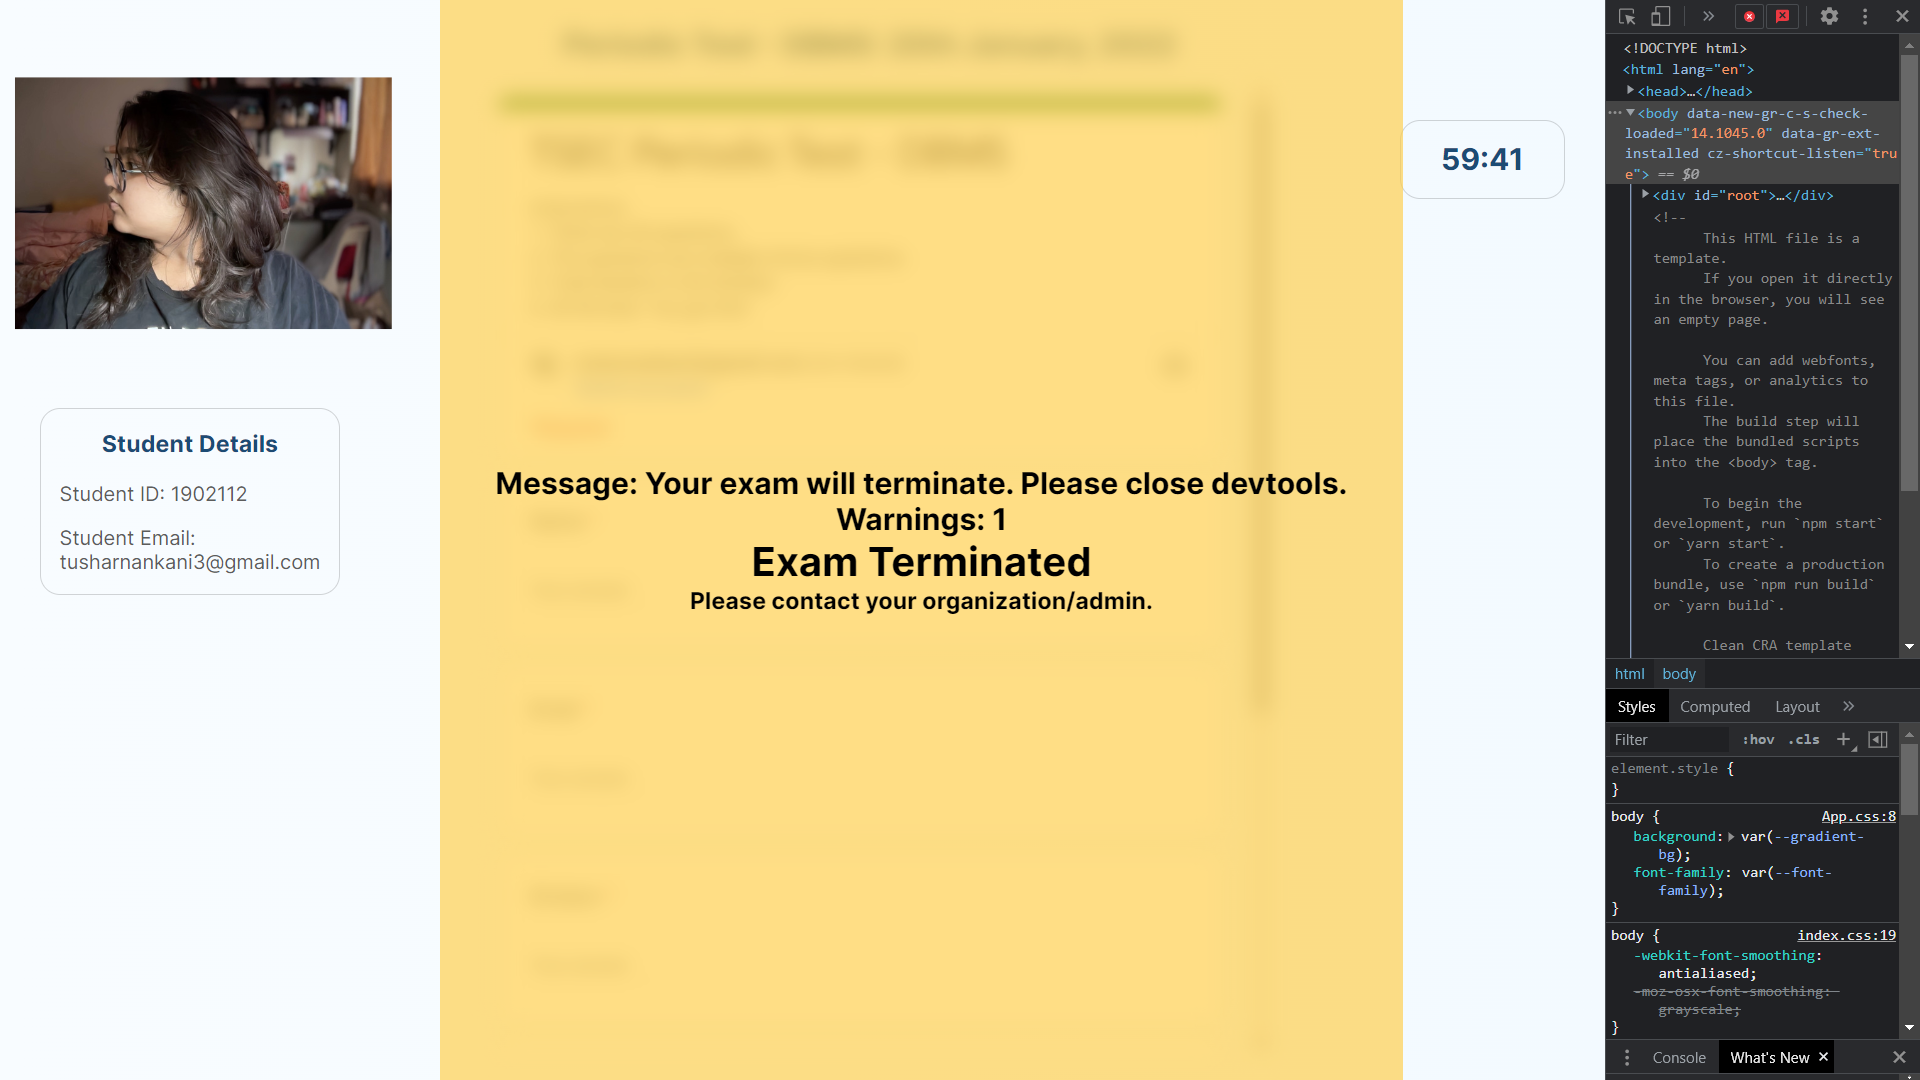 Student Details
Student ID: 1902112
Student Email:
tusharnankani3@gmail.com
Message: Your exam will terminate. Please close devtools.
Warnings: 1
Exam Terminated
Please contact your organization/admin.
59:41
<!DOCTYPE html>
<html lang="en">
<head>…</head>
<body data-new-gr-c-s-check-
loaded="14.1045.0" data-gr-ext-
installed cz-shortcut-listen="tru
e"> == $0
<div id="root">…</div>
<!--
This HTML file is a
template.
If you open it directly
in the browser, you will see
an empty page.
You can add webfonts,
meta tags, or analytics to
this file.
The build step will
place the bundled scripts
into the <body> tag.
To begin the
development, run `npm start`
or `yarn start`.
To create a production
bundle, use `npm run build`
or `yarn build`.
Clean CRA template
html body
Styles Computed Layout
Filter :hov .cls
element.style {
}
body { App.css:8
background: var(--gradient-
bg);
font-family: var(--font-
family);
}
body { index.css:19
-webkit-font-smoothing:
antialiased;
-moz-osx-font-smoothing:
grayscale;
}
Console What's New